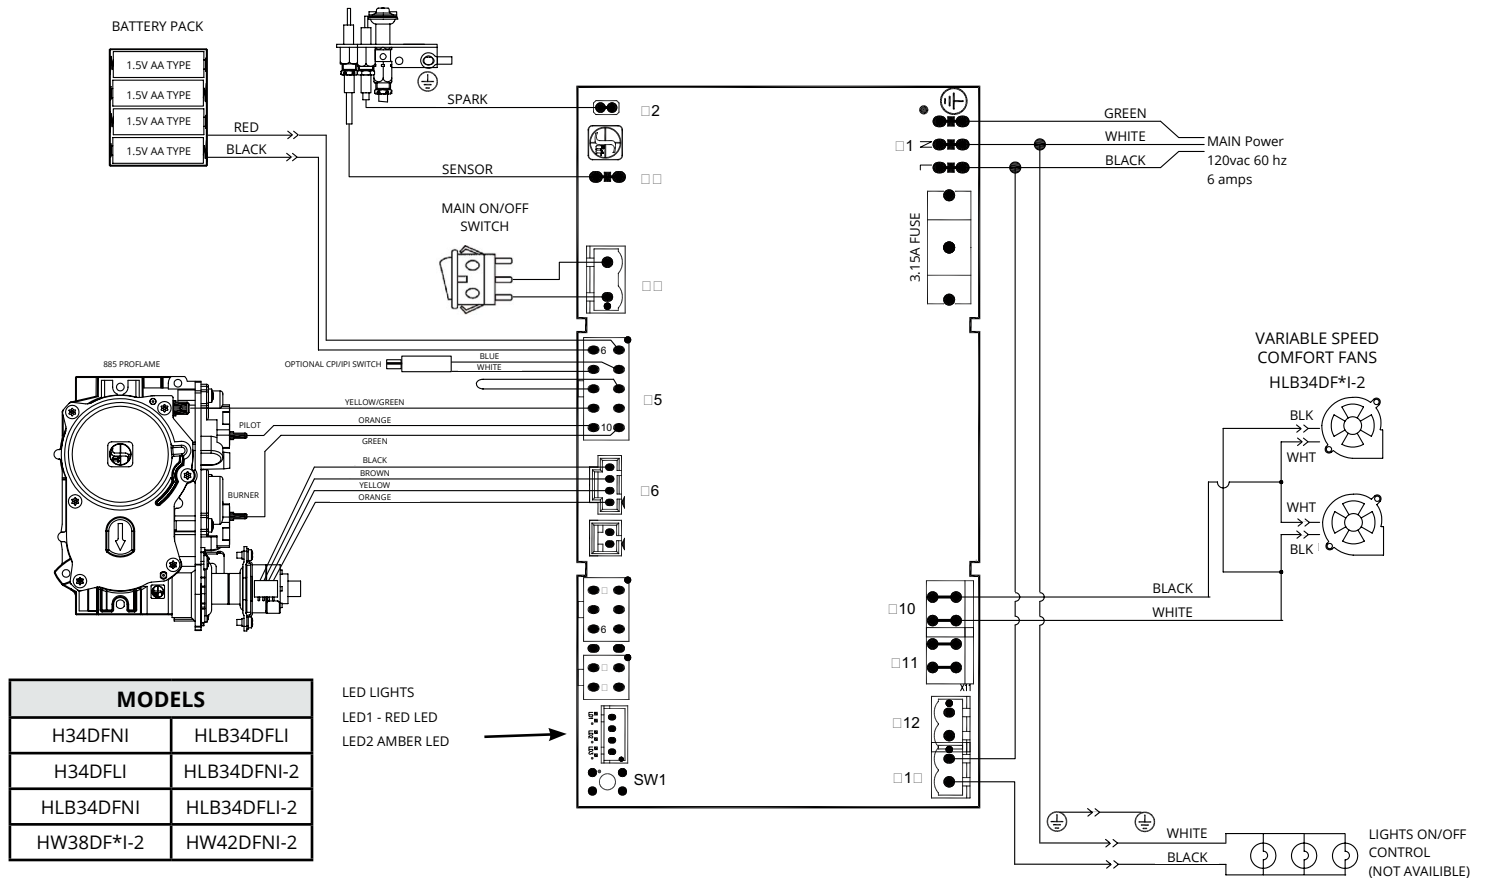 BATTERY PACK
1.5V AA TYPE
1.5V AA TYPE
1.5V AA TYPE
1.5V AA TYPE
RED
BLACK
SPARK
SENSOR
MAIN ON/OFF
SWITCH
2
1
N
L
GREEN
WHITE
BLACK
MAIN Power
120vac 60 hz
6 amps
3.15A FUSE
885 PROFLAME
OPTIONAL CPI/IPI SWITCH
BLUE
WHITE
6
YELLOW/GREEN
5
PILOT
ORANGE
10
GREEN
BLACK
BROWN
YELLOW
ORANGE
6
BURNER
VARIABLE SPEED
COMFORT FANS
HLB34DF*I-2
BLK
WHT
WHT
BLK
6
BLACK
WHITE
10
11
X11
12
1
MODELS
H34DFNI HLB34DFLI
H34DFLI HLB34DFNI-2
HLB34DFNI HLB34DFLI-2
HW38DF*I-2 HW42DFNI-2
LED LIGHTS
LED1 - RED LED
LED2 AMBER LED
SW1
WHITE
BLACK
LIGHTS ON/OFF
CONTROL
(NOT AVAILIBLE)